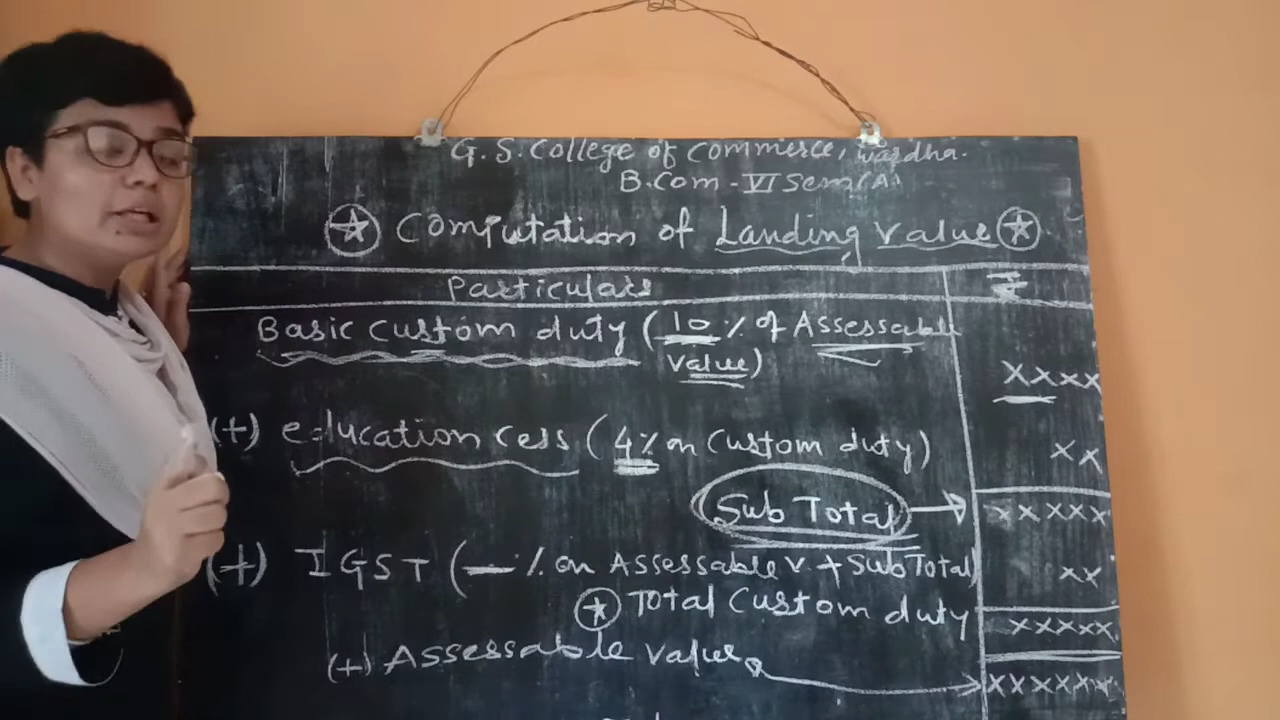 G. S. College of Commerce, Wardha.
B.Com - VI Sem (A)
Computation of Landing Value
Particulars ₹
Basic Custom duty (10 % of Assessable
Value) XXXX
(+) education cess (4% on Custom duty) XX
Sub Total → XXXXX
(+) IGST (—% on Assessable V. + Sub Total) XX
Total Custom duty XXXXX
(+) Assessable value → XXXXXX